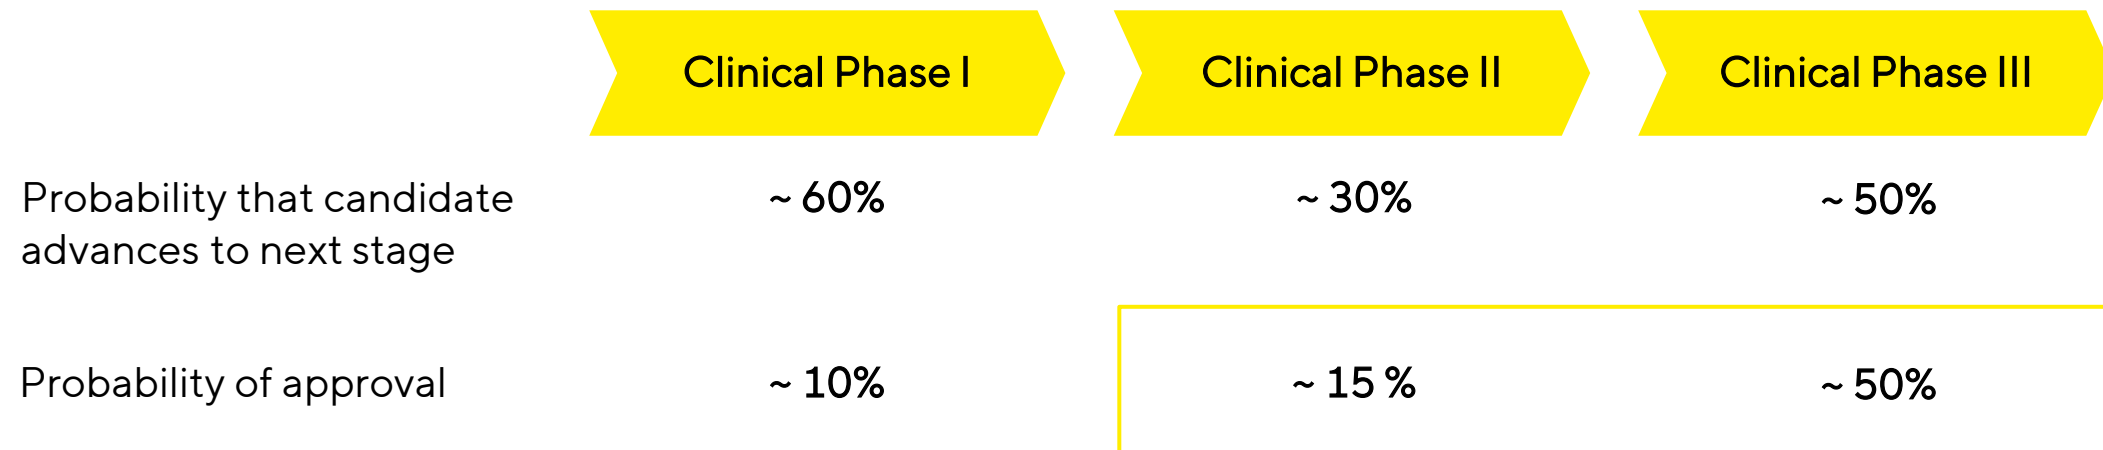 Clinical Phase I
Clinical Phase II
Clinical Phase III
Probability that candidate
advances to next stage
~ 60%
~ 30%
~ 50%
Probability of approval
~ 10%
~ 15 %
~ 50%